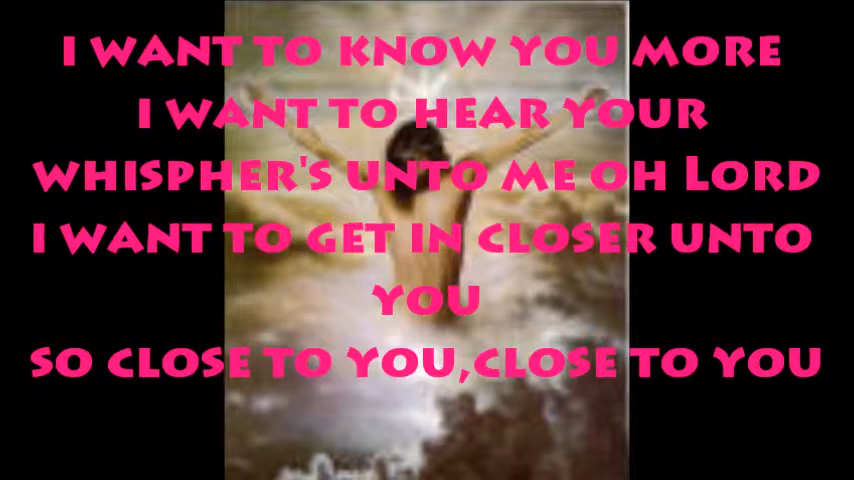 I WANT TO KNOW YOU MORE
I WANT TO HEAR YOUR
WHISPHER'S UNTO ME OH LORD
I WANT TO GET IN CLOSER UNTO
YOU
SO CLOSE TO YOU,CLOSE TO YOU